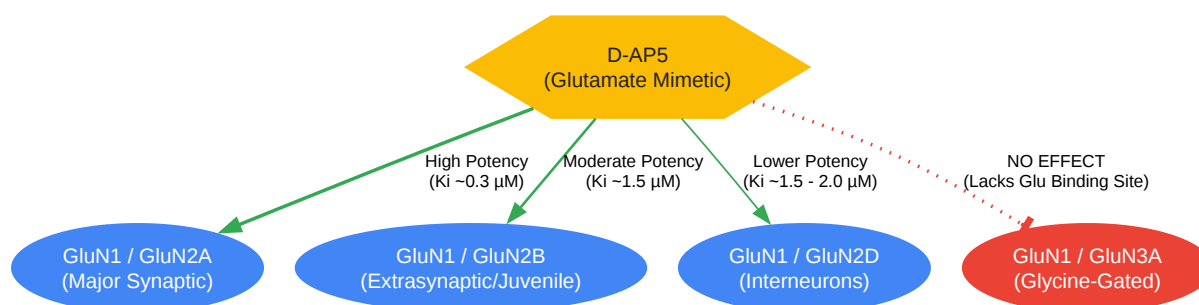 D-AP5
(Glutamate Mimetic)
High Potency
(Ki ~0.3 µM)
Moderate Potency
(Ki ~1.5 µM)
Lower Potency
(Ki ~1.5 - 2.0 µM)
NO EFFECT
(Lacks Glu Binding Site)
GluN1 / GluN2A
(Major Synaptic)
GluN1 / GluN2B
(Extrasynaptic/Juvenile)
GluN1 / GluN2D
(Interneurons)
GluN1 / GluN3A
(Glycine-Gated)